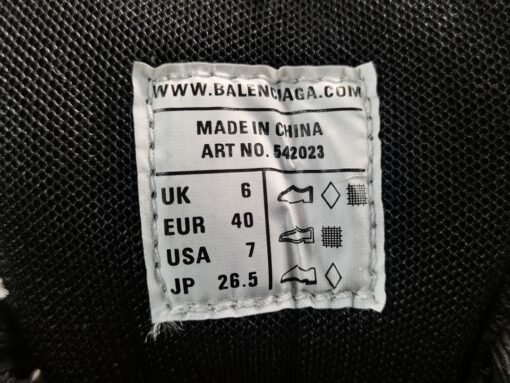 WWW.BALENCIAGA.COM
MADE IN CHINA
ART NO. 542023
UK 6
EUR 40
USA 7
JP 26.5